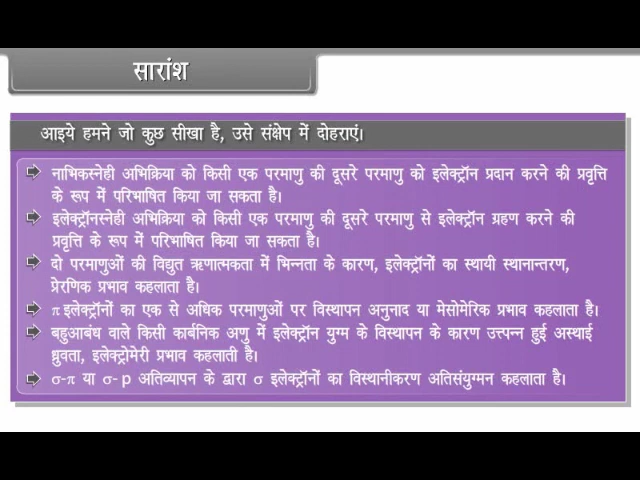 सारांश
आइये हमने जो कुछ सीखा है, उसे संक्षेप में दोहराएं।
नाभिकस्नेही अभिक्रिया को किसी एक परमाणु की दूसरे परमाणु को इलेक्ट्रॉन प्रदान करने की प्रवृत्ति
के रूप में परिभाषित किया जा सकता है।
इलेक्ट्रॉनस्नेही अभिक्रिया को किसी एक परमाणु की दूसरे परमाणु से इलेक्ट्रॉन ग्रहण करने की
प्रवृत्ति के रूप में परिभाषित किया जा सकता है।
दो परमाणुओं की विद्युत ऋणात्मकता में भिन्नता के कारण, इलेक्ट्रॉनों का स्थायी स्थानान्तरण,
प्रेरणिक प्रभाव कहलाता है।
π इलेक्ट्रॉनों का एक से अधिक परमाणुओं पर विस्थापन अनुनाद या मेसोमेरिक प्रभाव कहलाता है।
बहुआबंध वाले किसी कार्बनिक अणु में इलेक्ट्रॉन युग्म के विस्थापन के कारण उत्त्पन्न हुई अस्थाई
ध्रुवता, इलेक्ट्रोमेरी प्रभाव कहलाती है।
σ-π या σ- p अतिव्यापन के द्वारा σ इलेक्ट्रॉनों का विस्थानीकरण अतिसंयुग्मन कहलाता है।